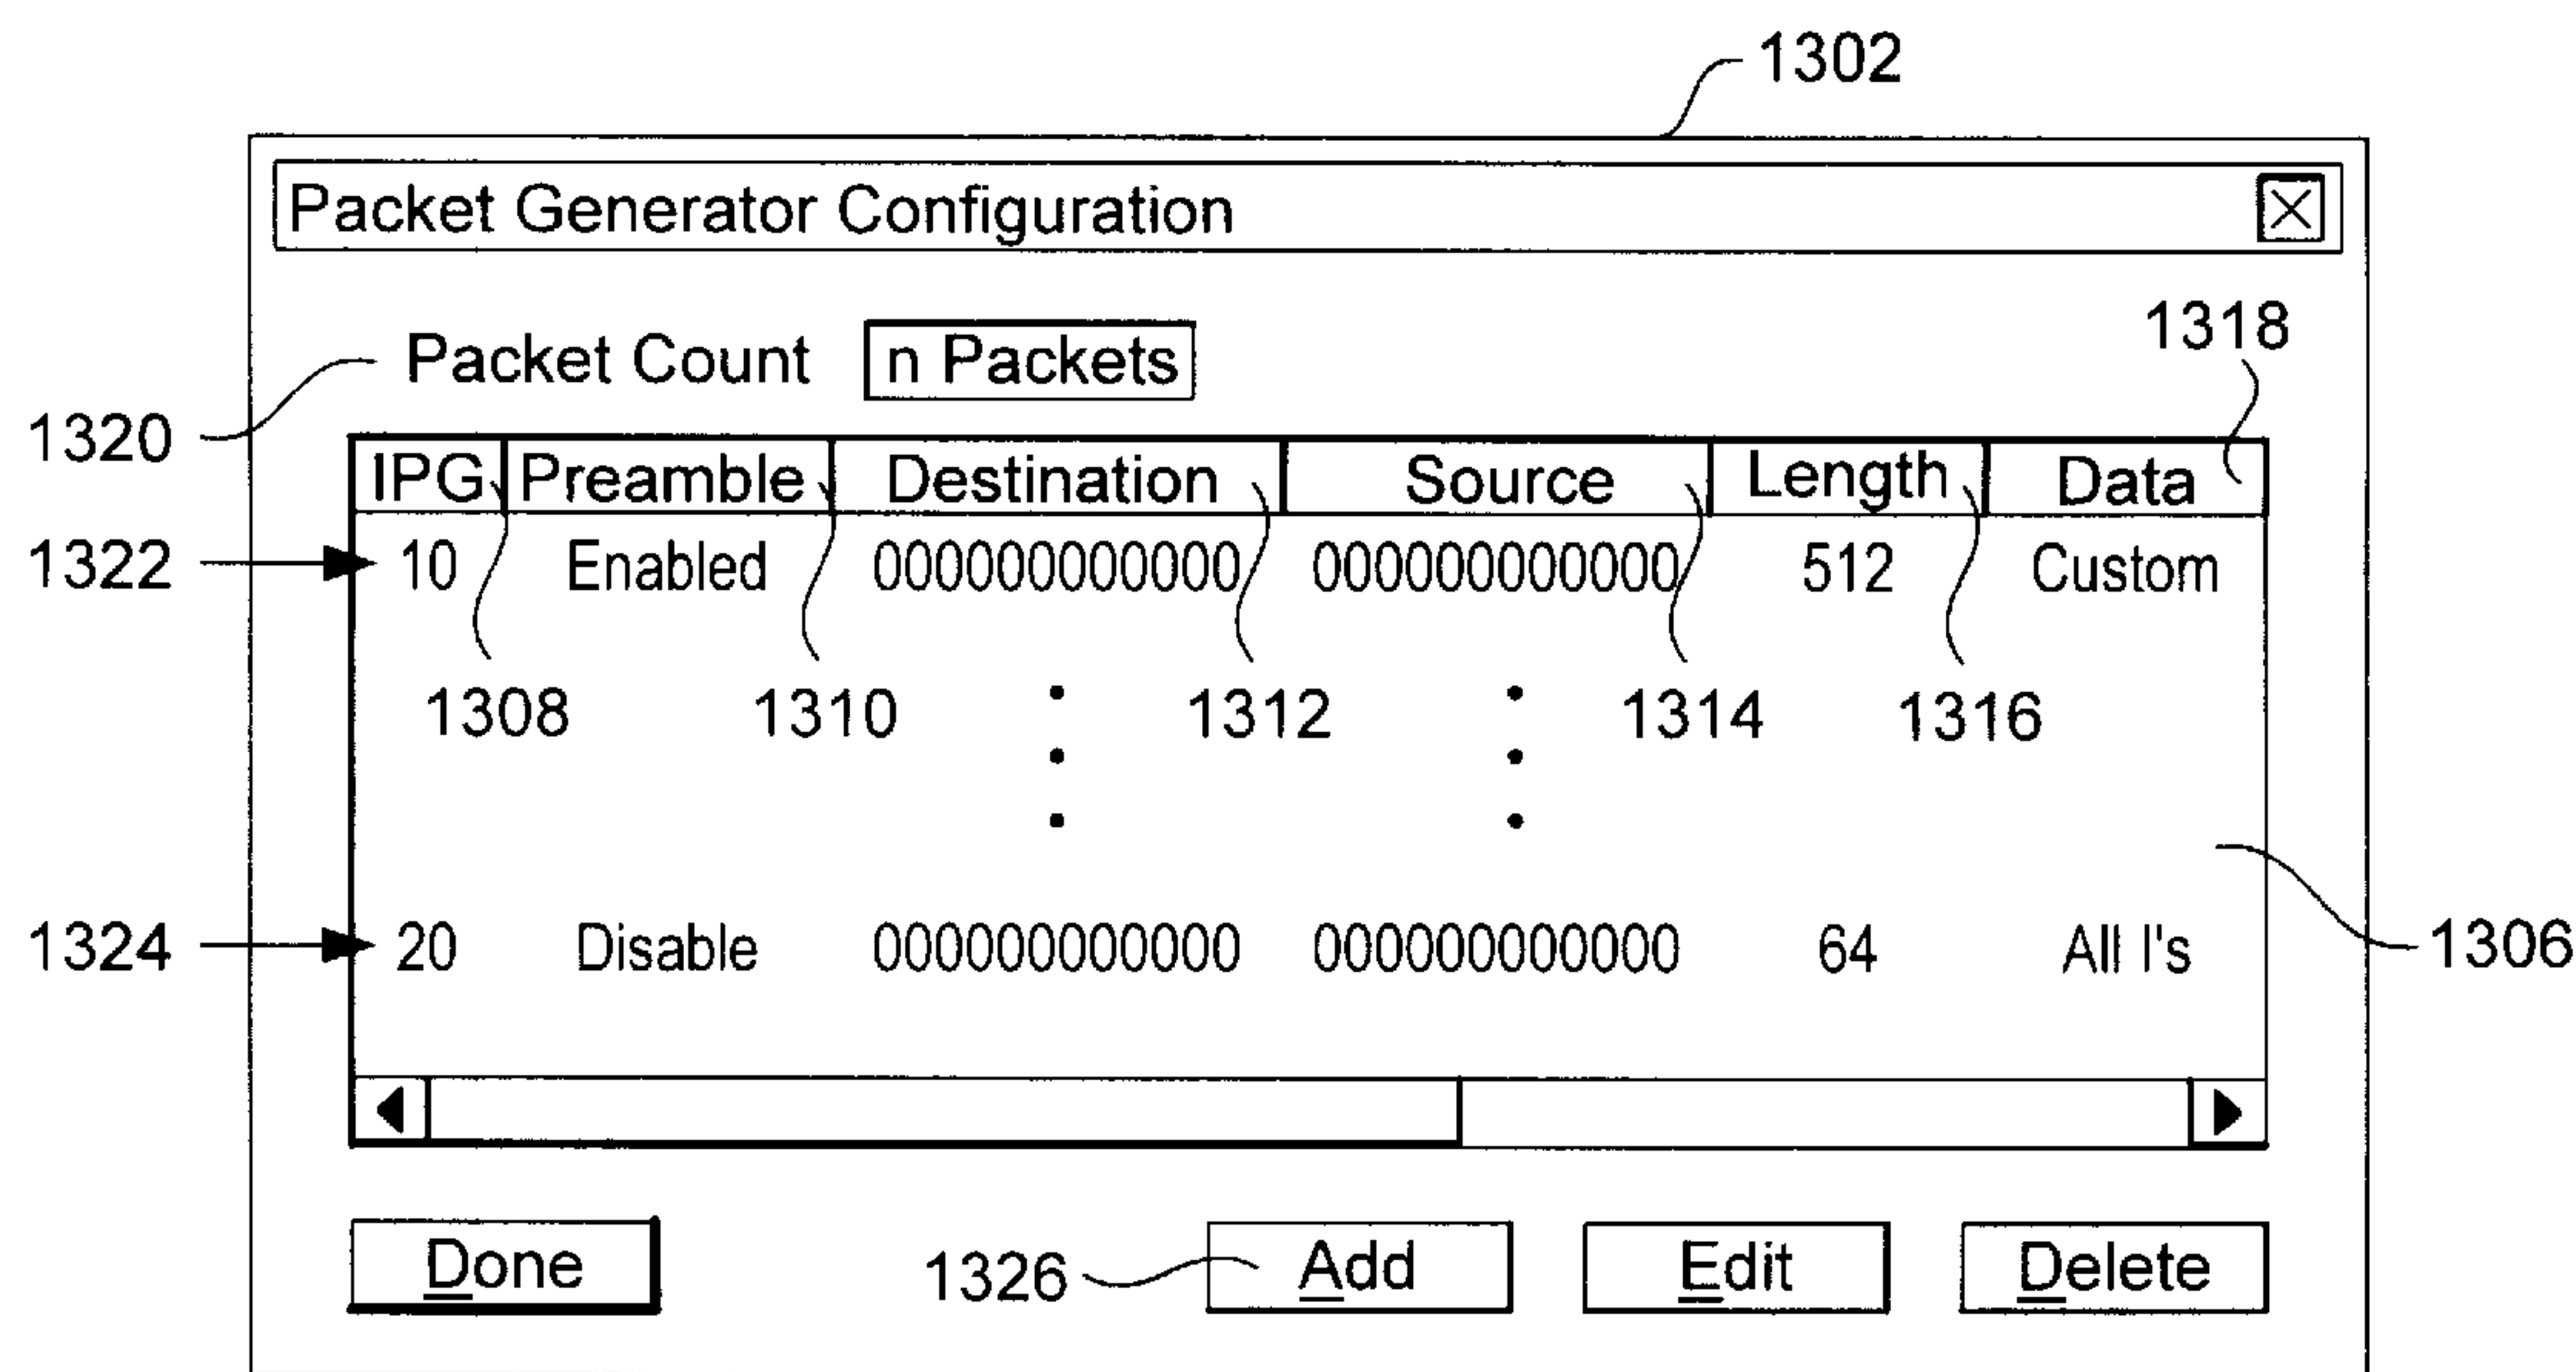 1302
Packet Generator Configuration
1318
Packet Count n Packets
1320
IPG Preamble Destination Source Length Data
1322 10 Enabled 000000000000 000000000000 512 Custom
1308 1310 1312 1314 1316
1324 20 Disable 000000000000 000000000000 64 All I's
1306
Done 1326 Add Edit Delete